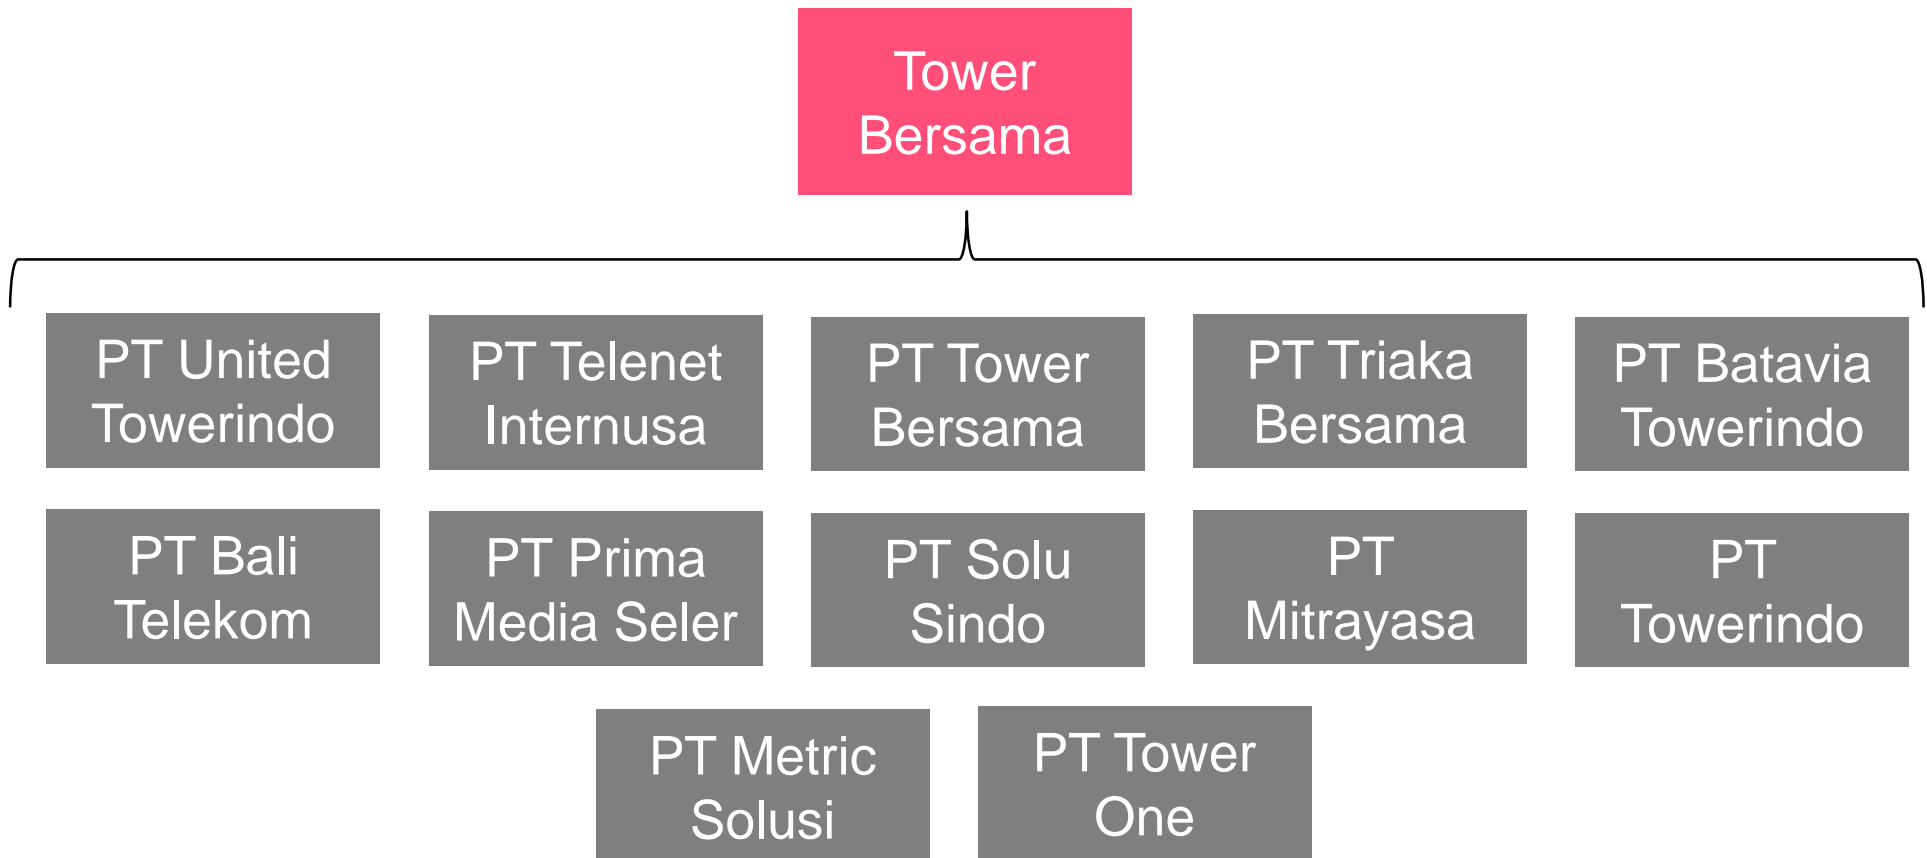 Tower
Bersama
PT United
Towerindo
PT Telenet
Internusa
PT Tower
Bersama
PT Triaka
Bersama
PT Batavia
Towerindo
PT Bali
Telekom
PT Prima
Media Seler
PT Solu
Sindo
PT
Mitrayasa
PT
Towerindo
PT Metric
Solusi
PT Tower
One